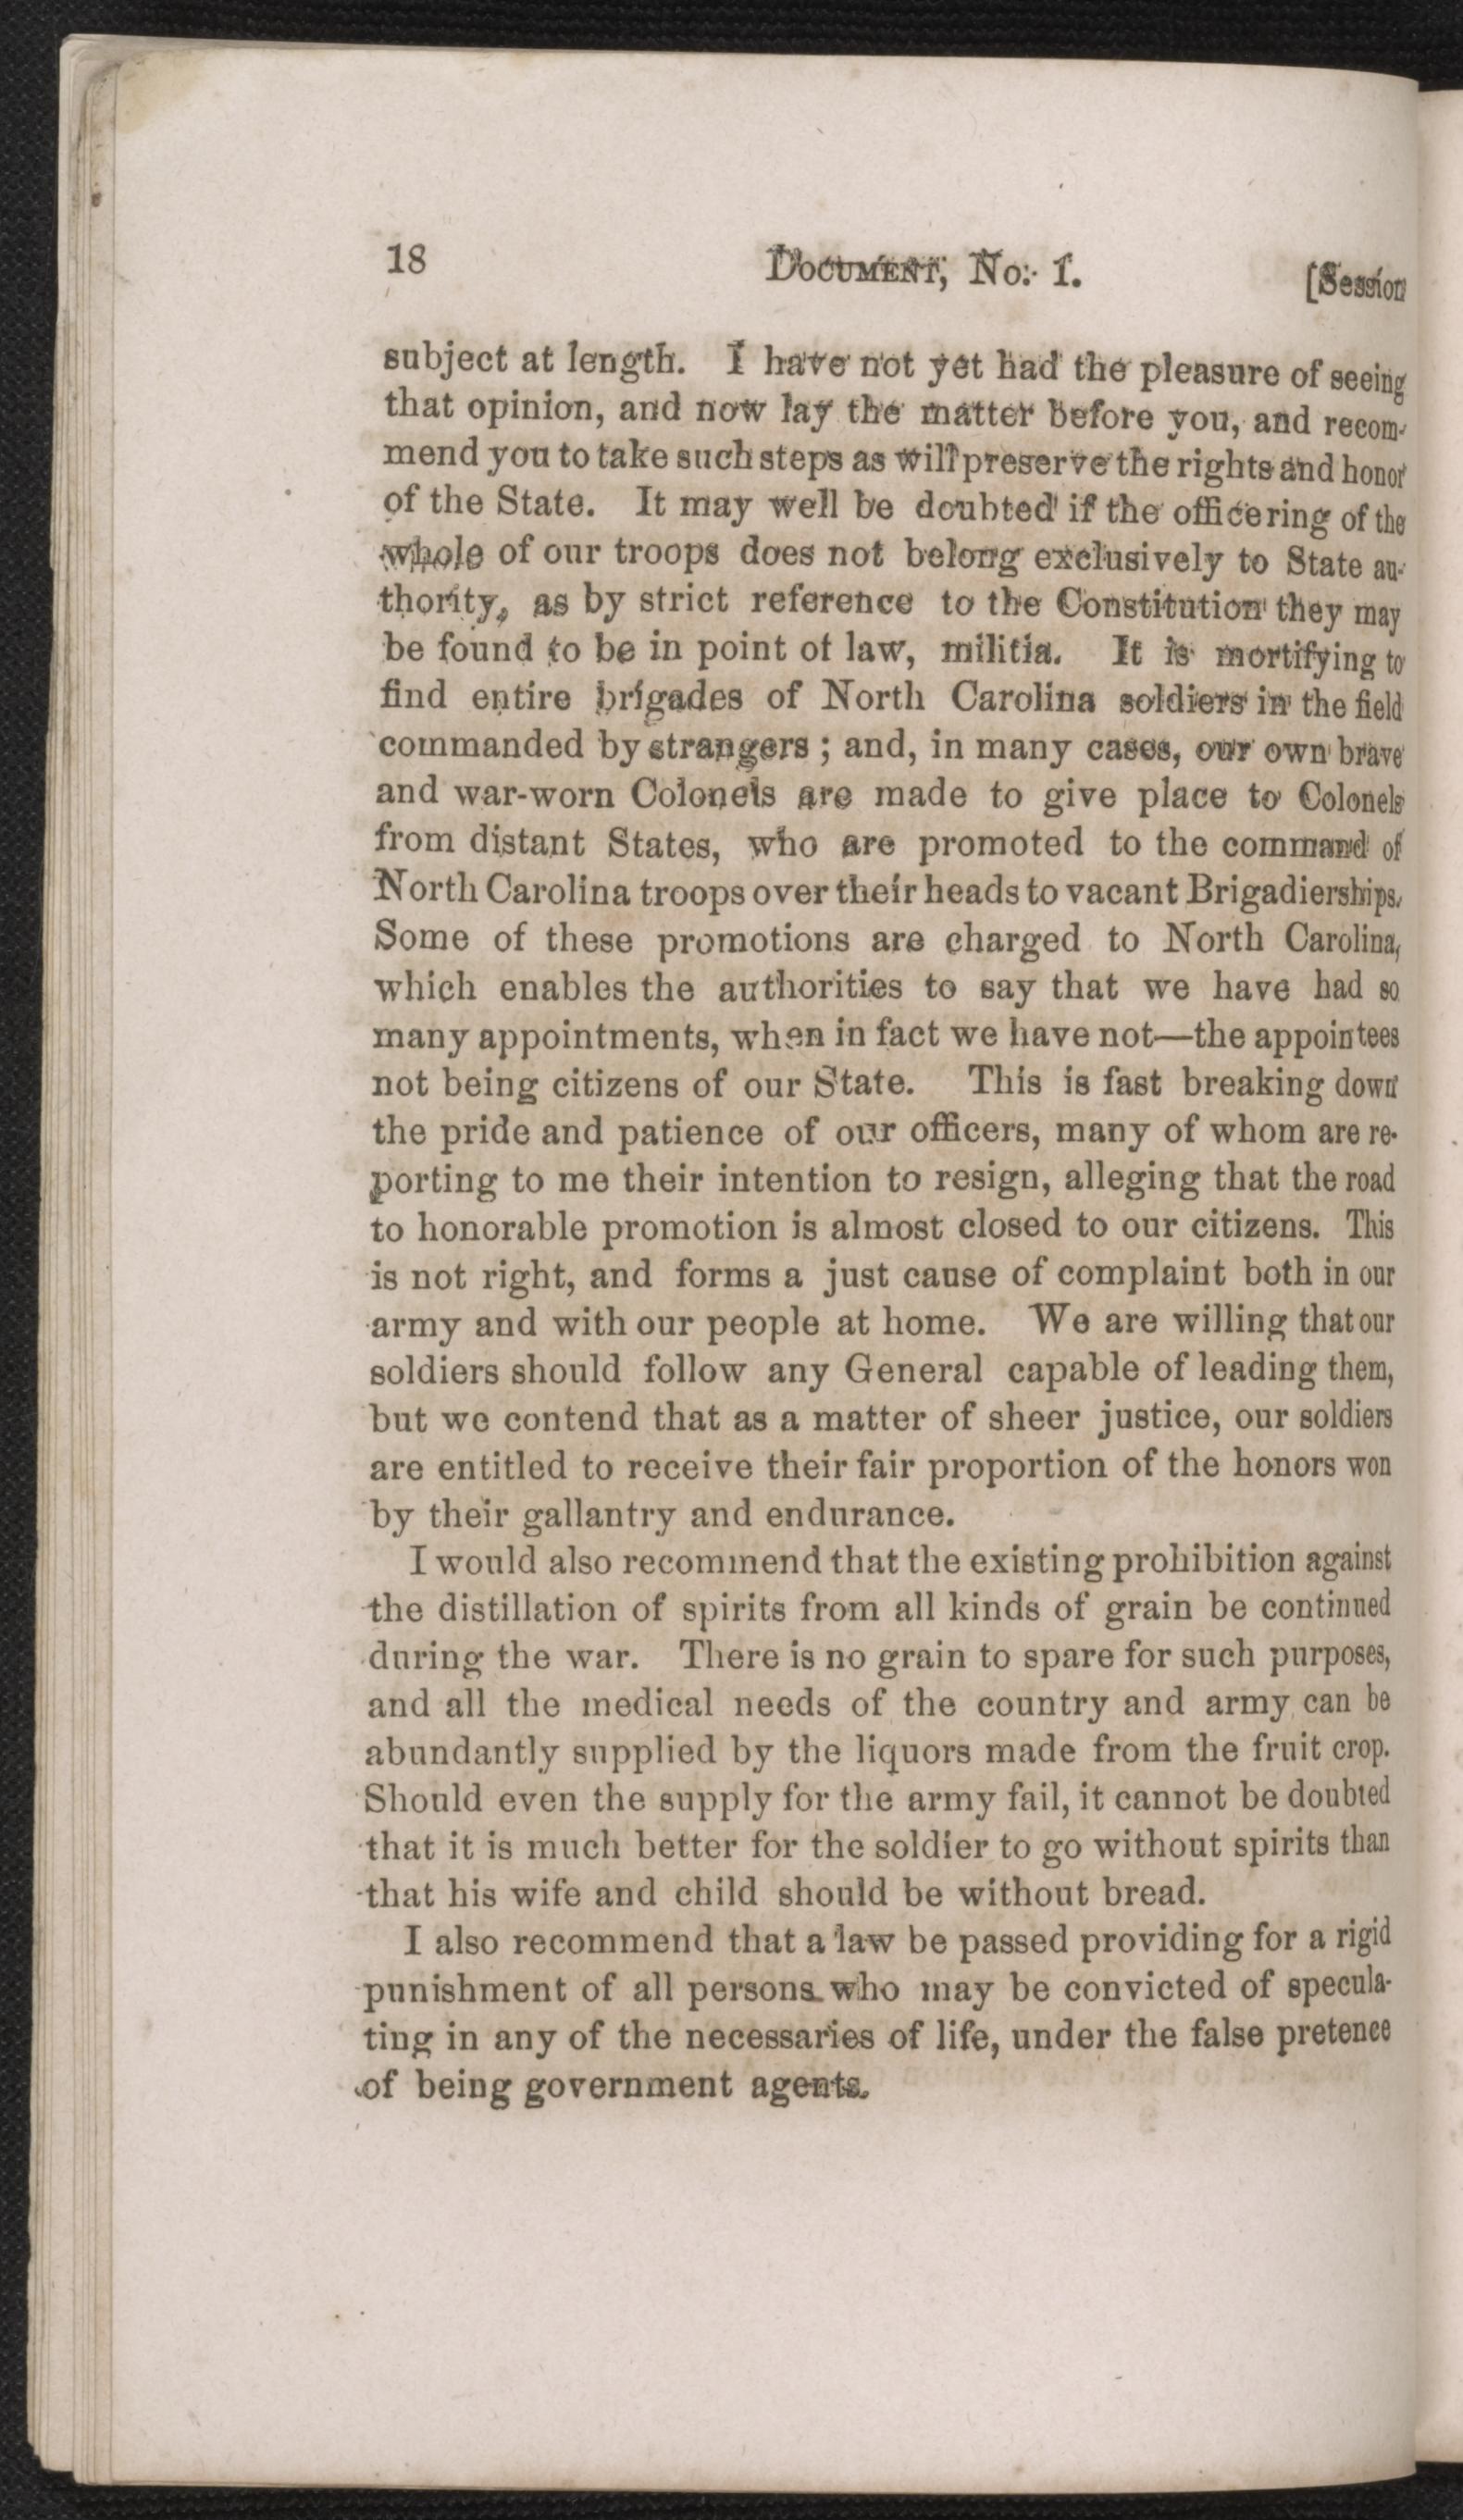 18 Document, No. 1. [Session
subject at length. I have not yet had the pleasure of seeing
that opinion, and now lay the matter before you, and recom-
mend you to take such steps as will preserve the rights and honor
of the State. It may well be doubted if the officering of the
whole of our troops does not belong exclusively to State au-
thority, as by strict reference to the Constitution they may
be found to be in point of law, militia. It is mortifying to
find entire brigades of North Carolina soldiers in the field
commanded by strangers ; and, in many cases, our own brave
and war-worn Colonels are made to give place to Colonels
from distant States, who are promoted to the command of
North Carolina troops over their heads to vacant Brigadierships.
Some of these promotions are charged to North Carolina,
which enables the authorities to say that we have had so
many appointments, when in fact we have not—the appointees
not being citizens of our State. This is fast breaking down
the pride and patience of our officers, many of whom are re-
porting to me their intention to resign, alleging that the road
to honorable promotion is almost closed to our citizens. This
is not right, and forms a just cause of complaint both in our
army and with our people at home. We are willing that our
soldiers should follow any General capable of leading them,
but we contend that as a matter of sheer justice, our soldiers
are entitled to receive their fair proportion of the honors won
by their gallantry and endurance.
I would also recommend that the existing prohibition against
the distillation of spirits from all kinds of grain be continued
during the war. There is no grain to spare for such purposes,
and all the medical needs of the country and army can be
abundantly supplied by the liquors made from the fruit crop.
Should even the supply for the army fail, it cannot be doubted
that it is much better for the soldier to go without spirits than
that his wife and child should be without bread.
I also recommend that a law be passed providing for a rigid
punishment of all persons who may be convicted of specula-
ting in any of the necessaries of life, under the false pretence
of being government agents.